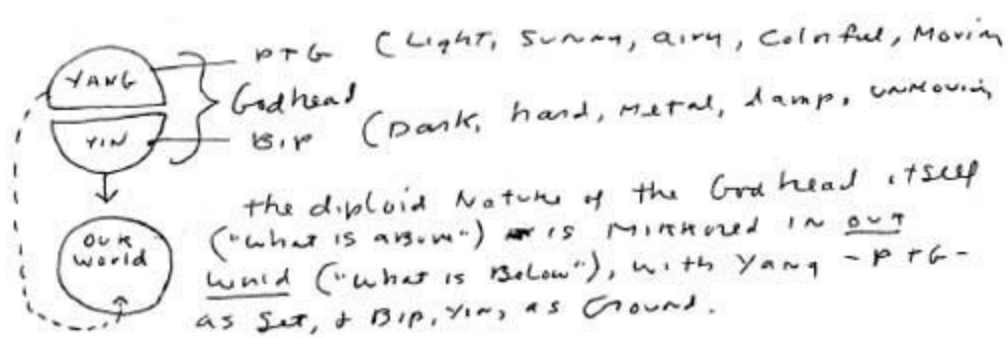 YANG
PTG (Light, Sunny, airy, Colorful, Moving
Godhead
YIN
BIP (Dark, hard, Metal, damp, UNMoving
OUR
World
the diploid Nature of the Godhead itself
("what is above") is MIRRORED IN OUR
World ("what is Below"), with Yang - PTG -
as Set, + BIP, YIN, as Ground.